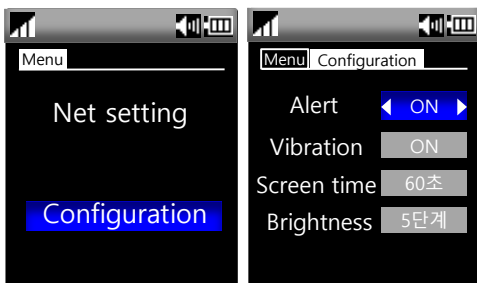 Menu
Net setting
Configuration
Menu Configuration
Alert ON
Vibration ON
Screen time 60초
Brightness 5단계